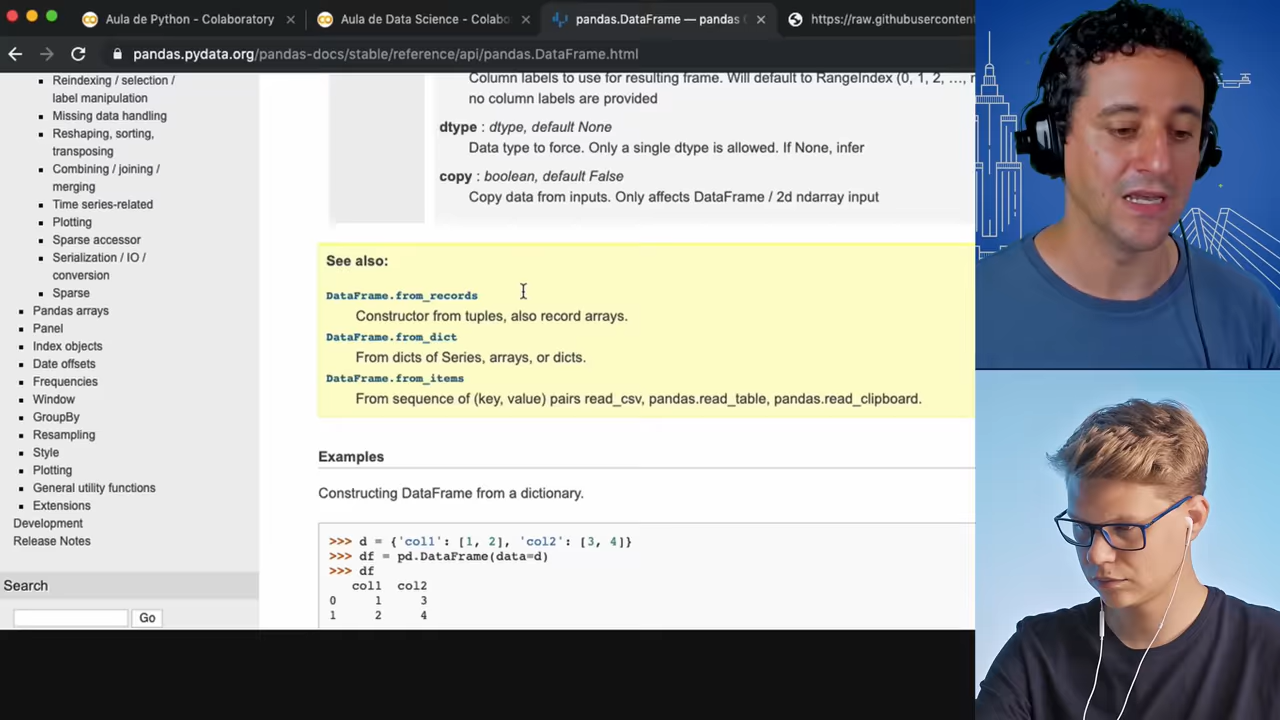 Aula de Python - Colaboratory
Aula de Data Science - Colabo
pandas.DataFrame — pandas
https://raw.githubusercontent
pandas.pydata.org/pandas-docs/stable/reference/api/pandas.DataFrame.html
Reindexing / selection /
label manipulation
Missing data handling
Reshaping, sorting,
transposing
Combining / joining /
merging
Time series-related
Plotting
Sparse accessor
Serialization / IO /
conversion
Sparse
Pandas arrays
Panel
Index objects
Date offsets
Frequencies
Window
GroupBy
Resampling
Style
Plotting
General utility functions
Extensions
Development
Release Notes
Search
Go
Column labels to use for resulting frame. Will default to RangeIndex (0, 1, 2, …,
no column labels are provided
dtype : dtype, default None
Data type to force. Only a single dtype is allowed. If None, infer
copy : boolean, default False
Copy data from inputs. Only affects DataFrame / 2d ndarray input
See also:
DataFrame.from_records
Constructor from tuples, also record arrays.
DataFrame.from_dict
From dicts of Series, arrays, or dicts.
DataFrame.from_items
From sequence of (key, value) pairs read_csv, pandas.read_table, pandas.read_clipboard.
Examples
Constructing DataFrame from a dictionary.
>>> d = {'col1': [1, 2], 'col2': [3, 4]}
>>> df = pd.DataFrame(data=d)
>>> df
col1 col2
0 1 3
1 2 4